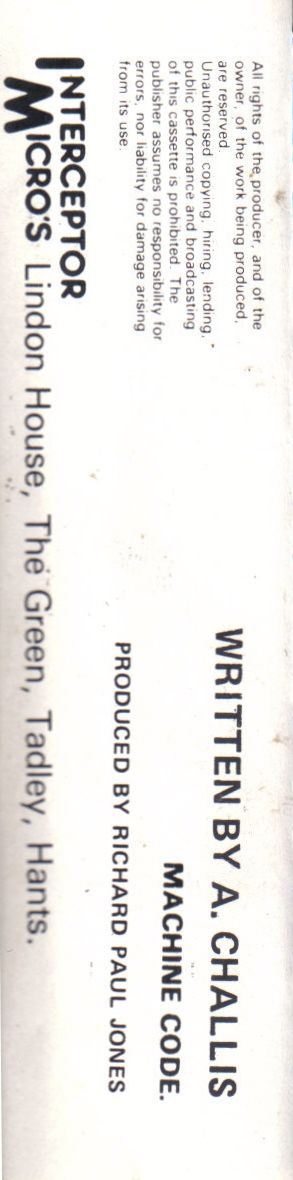 All rights of the producer, and of the
owner, of the work being produced,
are reserved.
Unauthorised copying, hiring, lending,
public performance and broadcasting
of this cassette is prohibited. The
publisher assumes no responsibility for
errors, nor liability for damage arising
from its use.
WRITTEN BY A. CHALLIS
MACHINE CODE.
PRODUCED BY RICHARD PAUL JONES
INTERCEPTOR
MICRO'S Lindon House, The Green, Tadley, Hants.